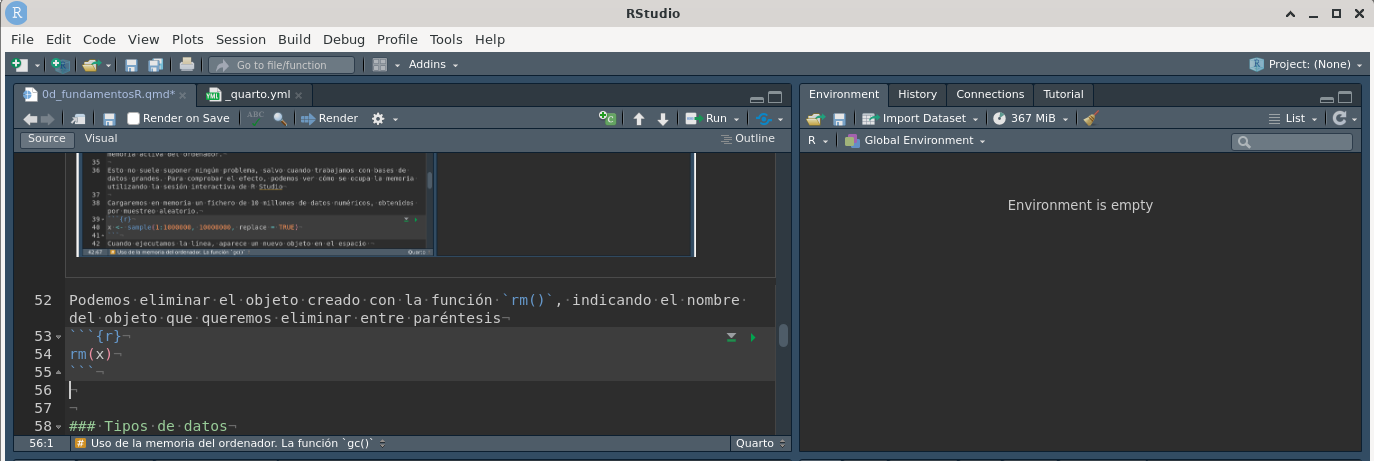 RStudio
File Edit Code View Plots Session Build Debug Profile Tools Help
Go to file/function Addins Project: (None)
0d_fundamentosR.qmd* _quarto.yml
Render on Save ABC Render Run
Source Visual Outline
memoria activa del ordenador.
35
36 Esto no suele suponer ningún problema, salvo cuando trabajamos con bases de
datos grandes. Para comprobar el efecto, podemos ver cómo se ocupa la memoria
utilizando la sesión interactiva de R Studio
37
38 Cargaremos en memoria un fichero de 10 millones de datos numéricos, obtenidos
por muestreo aleatorio.
39 ```{r}
40 x <- sample(1:1000000, 10000000, replace = TRUE)
41 ```
42 Cuando ejecutamos la línea, aparece un nuevo objeto en el espacio
42:67 Uso de la memoria del ordenador. La función `gc()` Quarto
52 Podemos eliminar el objeto creado con la función `rm()`, indicando el nombre
del objeto que queremos eliminar entre paréntesis
53 ```{r}
54 rm(x)
55 ```
56
57
58 ### Tipos de datos
56:1 # Uso de la memoria del ordenador. La función `gc()` Quarto
Environment History Connections Tutorial
Import Dataset 367 MiB List
R Global Environment
Environment is empty